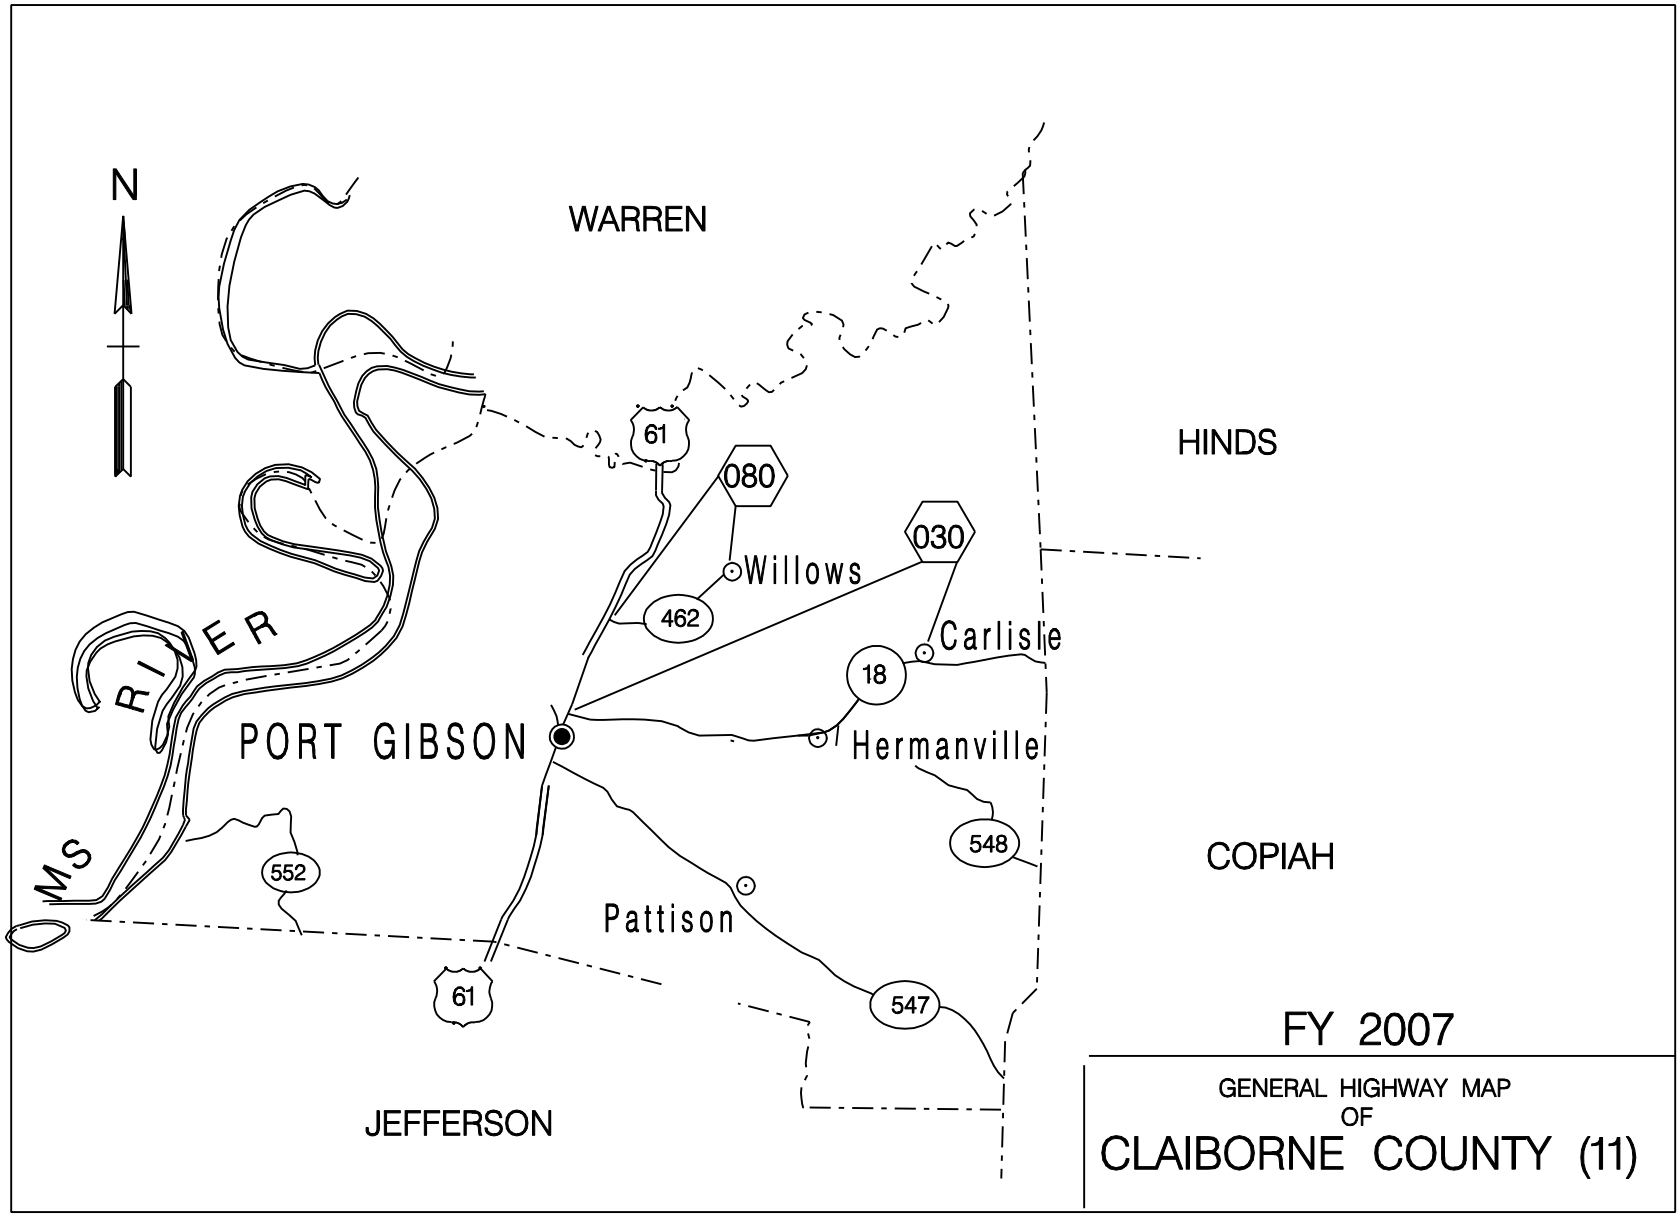 N
WARREN
61
080
HINDS
030
Willows
462
RIVER
Carlisle
18
PORT GIBSON
Hermanville
MS
548
COPIAH
552
Pattison
61
547
FY 2007
JEFFERSON
GENERAL HIGHWAY MAP
OF
CLAIBORNE COUNTY (11)